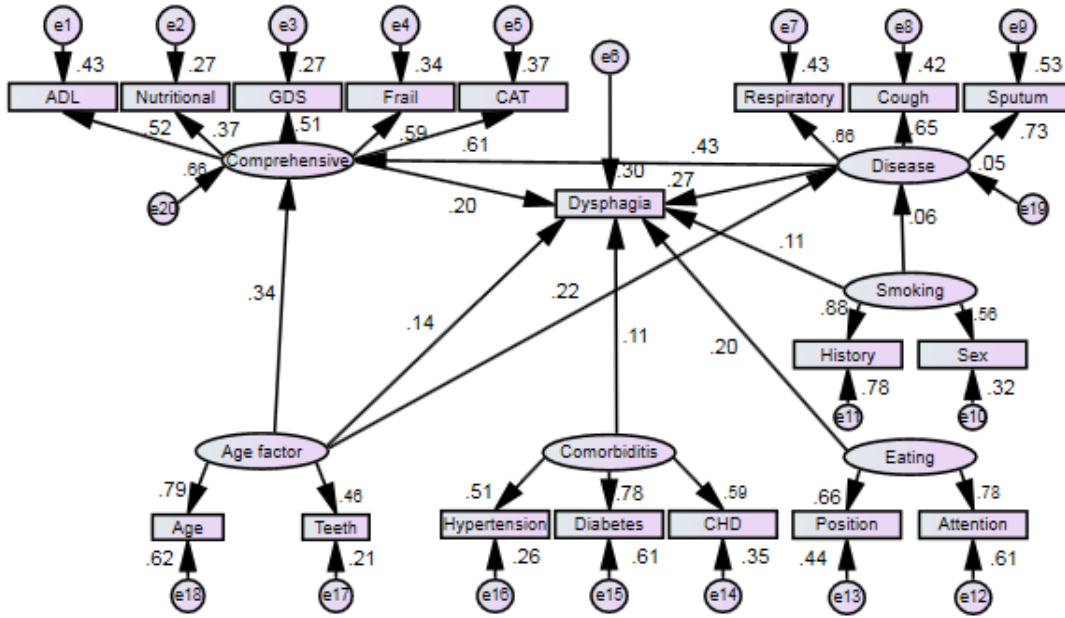 e1 e2 e3 e4 e5 e6 e7 e8 e9
.43 .27 .27 .34 .37 .43 .42 .53
ADL Nutritional GDS Frail CAT Respiratory Cough Sputum
.52 .37 .51 .59 .61 .66 .65 .73
.66 Comprehensive .43 Disease .05
e20 .30 .27 e19
.20 Dysphagia .06
.11
.34 .22 Smoking
.14 .11 .20 .88 .56
History Sex
.78 .32
e11 e10
Age factor Comorbiditis Eating
.79 .46 .51 .78 .59 .66 .78
Age Teeth Hypertension Diabetes CHD Position Attention
.62 .21 .26 .61 .35 .44 .61
e18 e17 e16 e15 e14 e13 e12